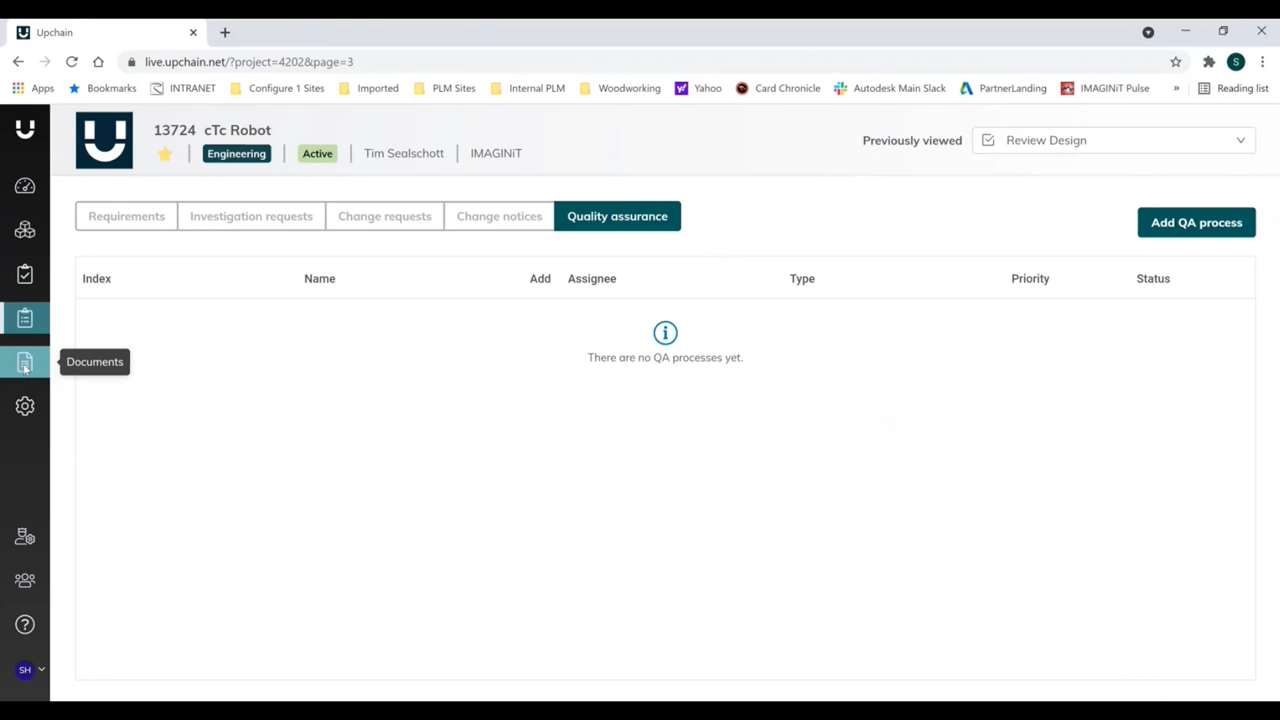 Upchain
live.upchain.net/?project=4202&page=3
S
Apps Bookmarks INTRANET Configure 1 Sites Imported PLM Sites Internal PLM Woodworking Yahoo Card Chronicle Autodesk Main Slack PartnerLanding IMAGINiT Pulse » Reading list
13724 cTc Robot
Engineering Active Tim Sealschott IMAGINiT
Previously viewed Review Design
Requirements Investigation requests Change requests Change notices Quality assurance
Add QA process
Index Name Add Assignee Type Priority Status
There are no QA processes yet.
Documents
SH